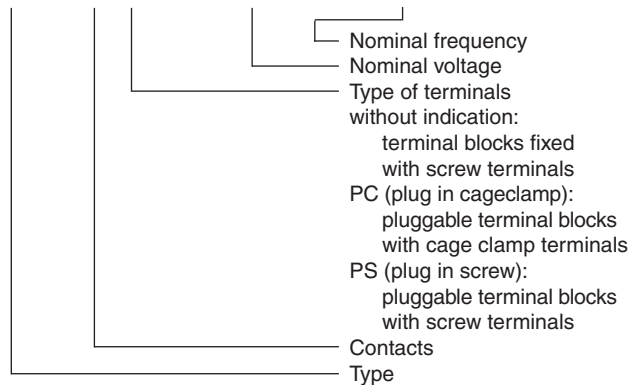 Nominal frequency
Nominal voltage
Type of terminals
without indication:
terminal blocks fixed
with screw terminals
PC (plug in cageclamp):
pluggable terminal blocks
with cage clamp terminals
PS (plug in screw):
pluggable terminal blocks
with screw terminals
Contacts
Type